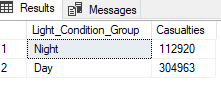 Results Messages
Light_Condition_Group Casualties
1 Night 112920
2 Day 304963